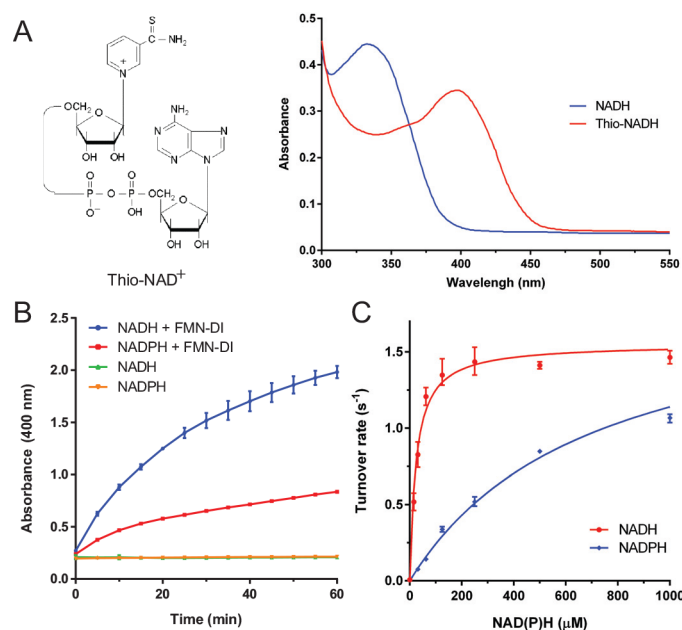 A
S
NH2
N
+
OCH2
O
OH OH
NH2
N
N
N
N
O O
P O P OCH2
O
O− OH
OH OH
Thio-NAD+
Absorbance
0.5
0.4
0.3
0.2
0.1
0.0
300 350 400 450 500 550
Wavelengh (nm)
NADH
Thio-NADH
B
NADH + FMN-DI
NADPH + FMN-DI
NADH
NADPH
Absorbance (400 nm)
2.5
2.0
1.5
1.0
0.5
0.0
0 20 40 60
Time (min)
C
Turnover rate (s-1)
2.0
1.5
1.0
0.5
0.0
0 200 400 600 800 1000
NAD(P)H (μM)
NADH
NADPH